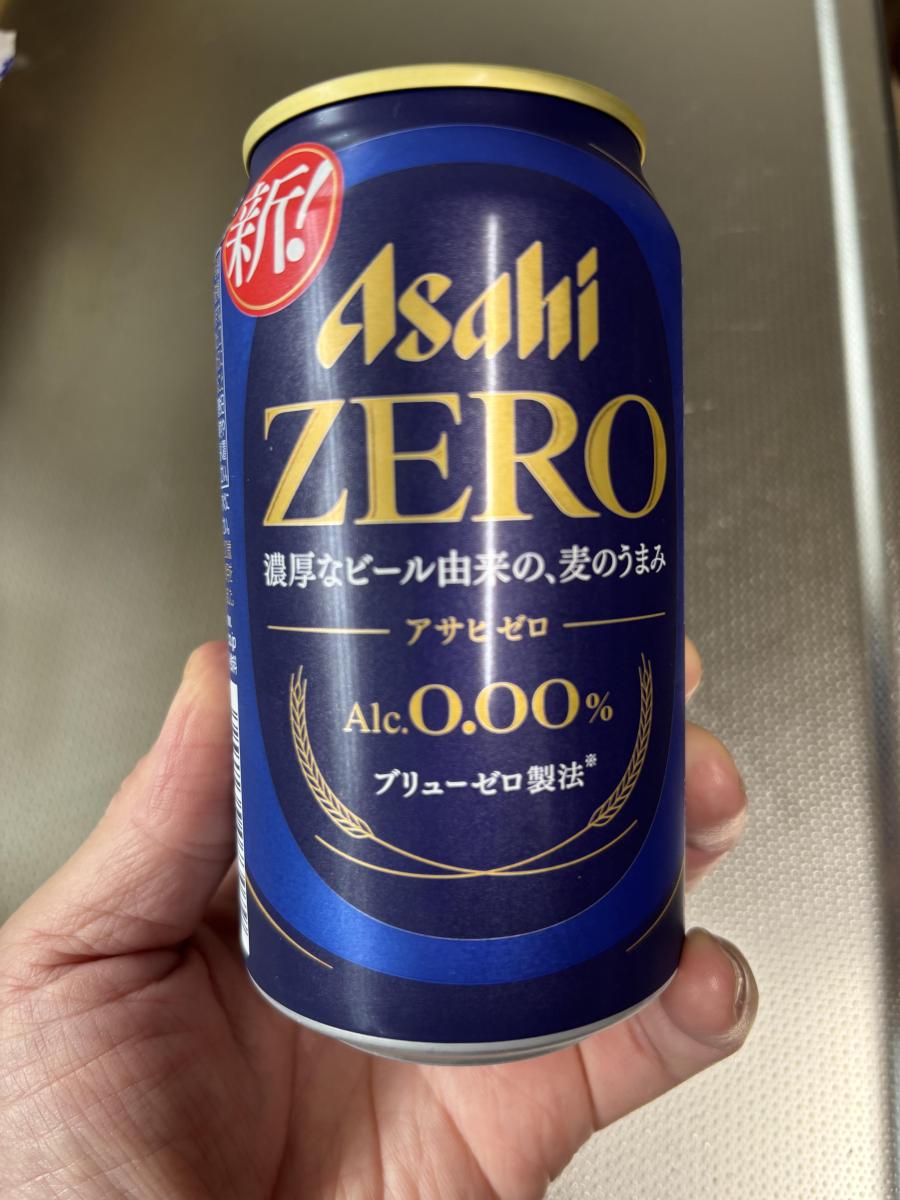 新!
Asahi
ZERO
濃厚なビール由来の、麦のうまみ
アサヒゼロ
Alc.0.00%
ブリューゼロ製法※